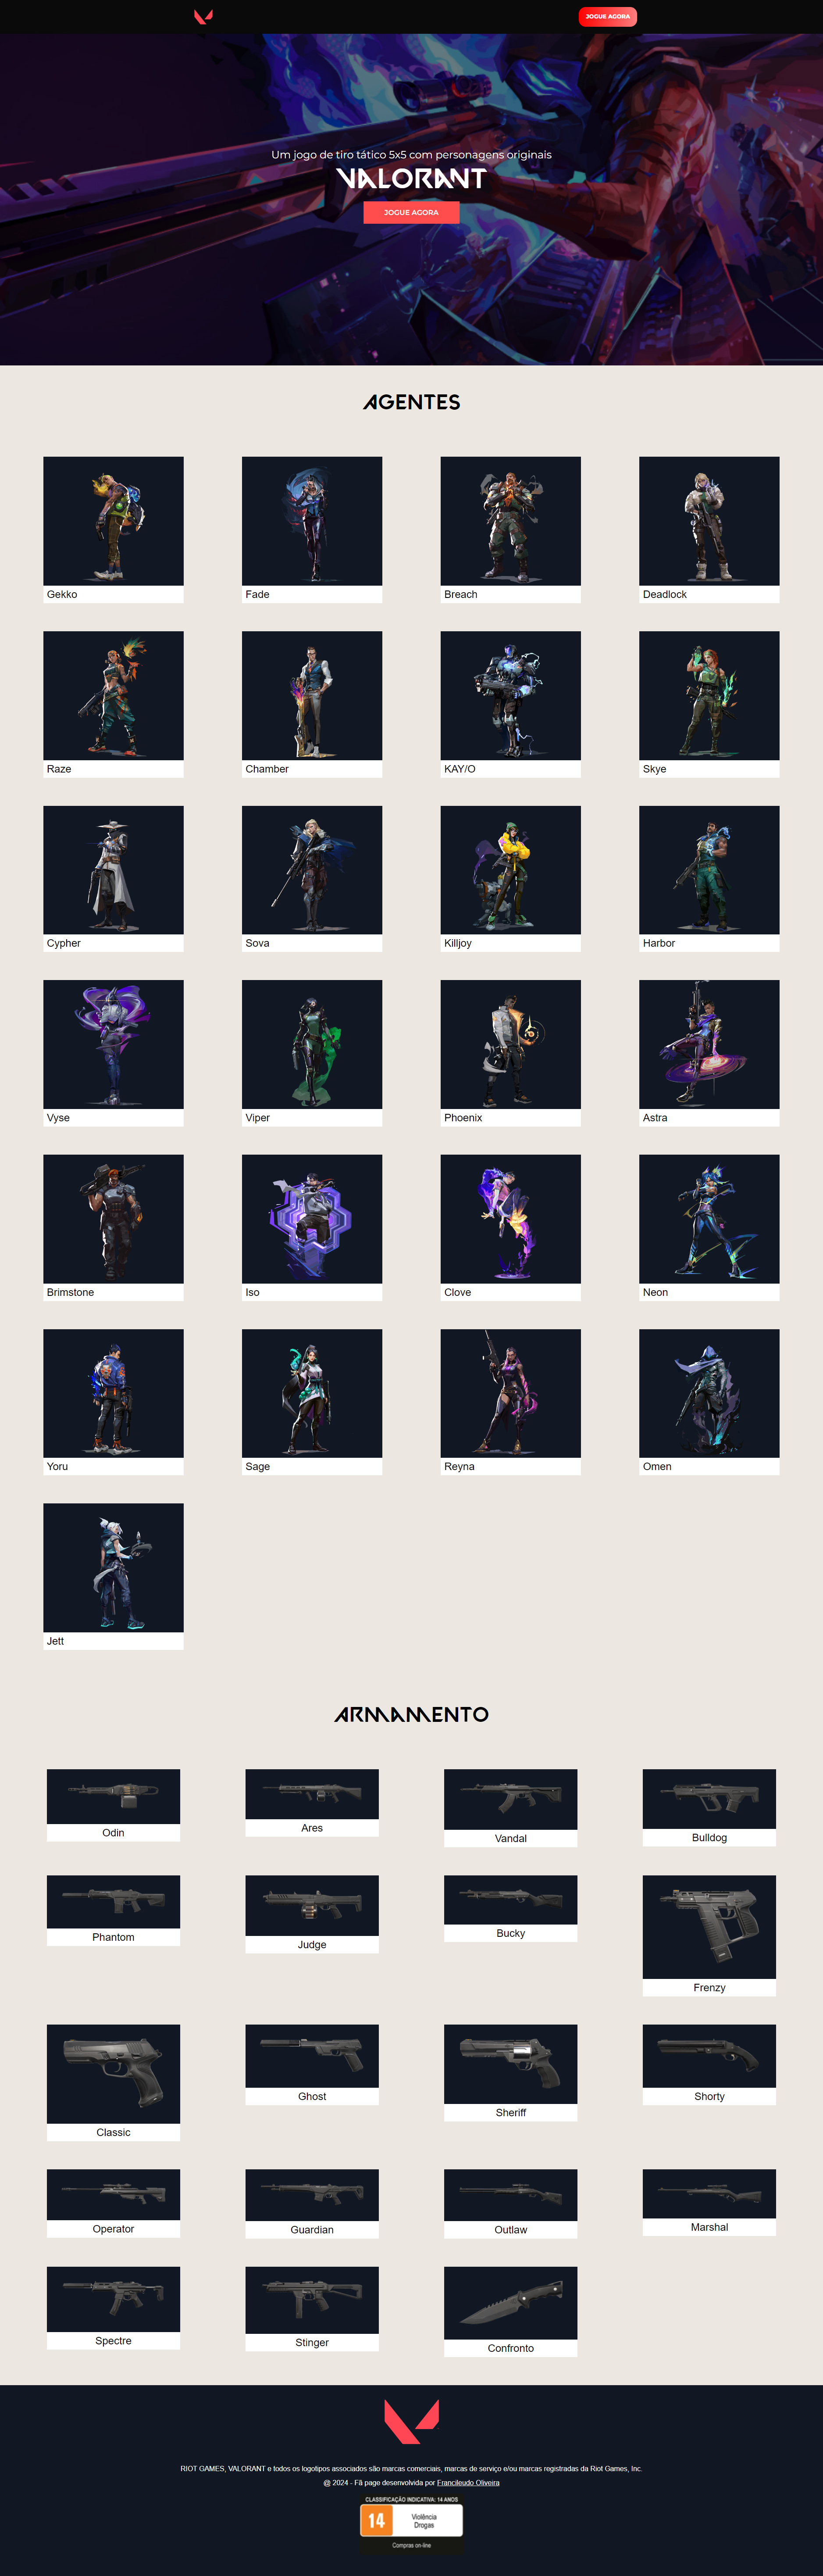 JOGUE AGORA
Um jogo de tiro tático 5x5 com personagens originais
VALORANT
JOGUE AGORA
AGENTES
Gekko
Fade
Breach
Deadlock
Raze
Chamber
KAY/O
Skye
Cypher
Sova
Killjoy
Harbor
Vyse
Viper
Phoenix
Astra
Brimstone
Iso
Clove
Neon
Yoru
Sage
Reyna
Omen
Jett
ARMAMENTO
Odin
Ares
Vandal
Bulldog
Phantom
Judge
Bucky
Frenzy
Classic
Ghost
Sheriff
Shorty
Operator
Guardian
Outlaw
Marshal
Spectre
Stinger
Confronto
RIOT GAMES, VALORANT e todos os logotipos associados são marcas comerciais, marcas de serviço e/ou marcas registradas da Riot Games, Inc.
@ 2024 - Fã page desenvolvida por Francileudo Oliveira
CLASSIFICAÇÃO INDICATIVA: 14 ANOS
14
Violência
Drogas
Compras on-line